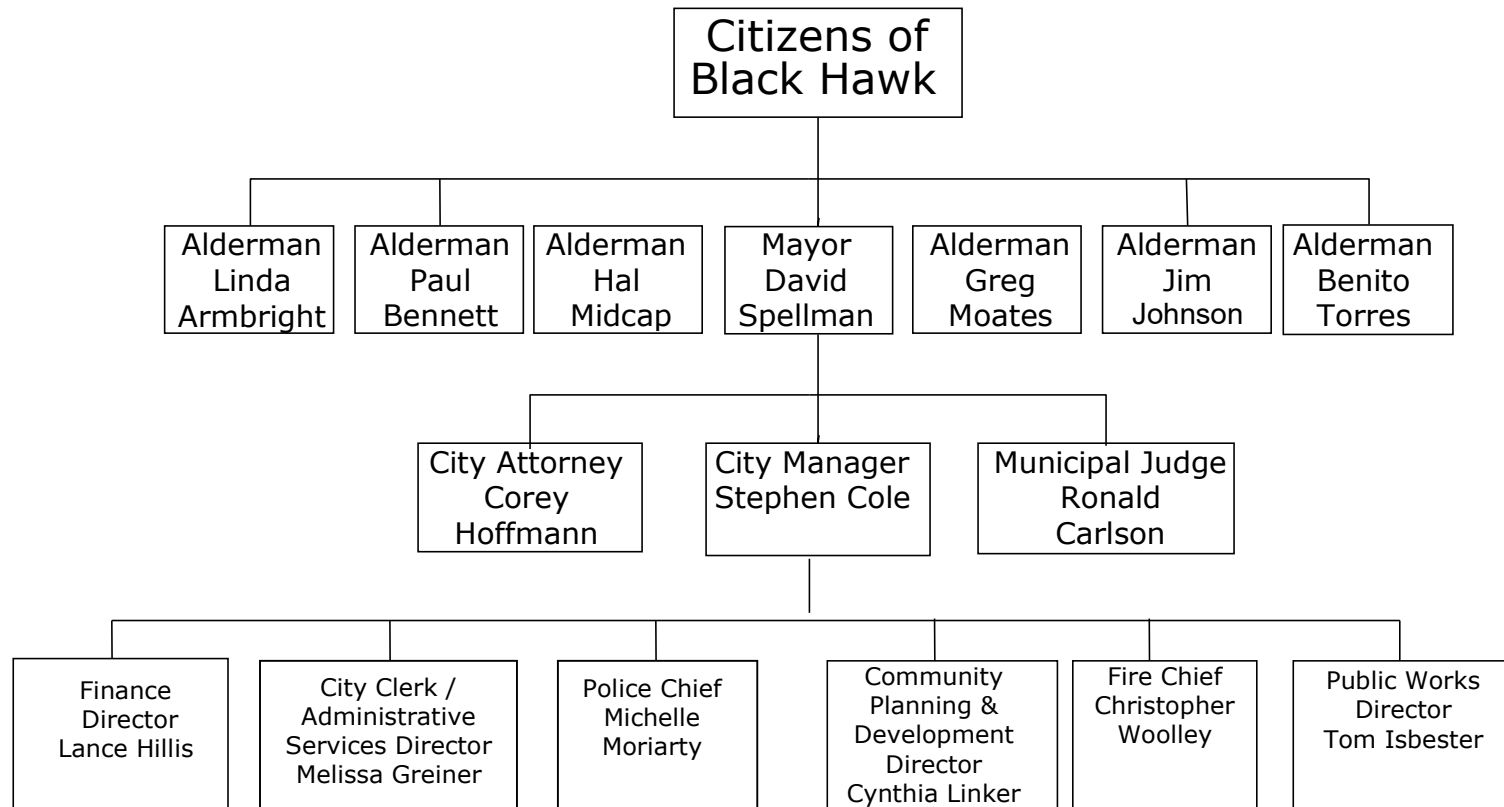 Citizens of
Black Hawk
Alderman
Linda
Armbright
Alderman
Paul
Bennett
Alderman
Hal
Midcap
Mayor
David
Spellman
Alderman
Greg
Moates
Alderman
Jim
Johnson
Alderman
Benito
Torres
City Attorney
Corey
Hoffmann
City Manager
Stephen Cole
Municipal Judge
Ronald
Carlson
Finance
Director
Lance Hillis
City Clerk /
Administrative
Services Director
Melissa Greiner
Police Chief
Michelle
Moriarty
Community
Planning &
Development
Director
Cynthia Linker
Fire Chief
Christopher
Woolley
Public Works
Director
Tom Isbester